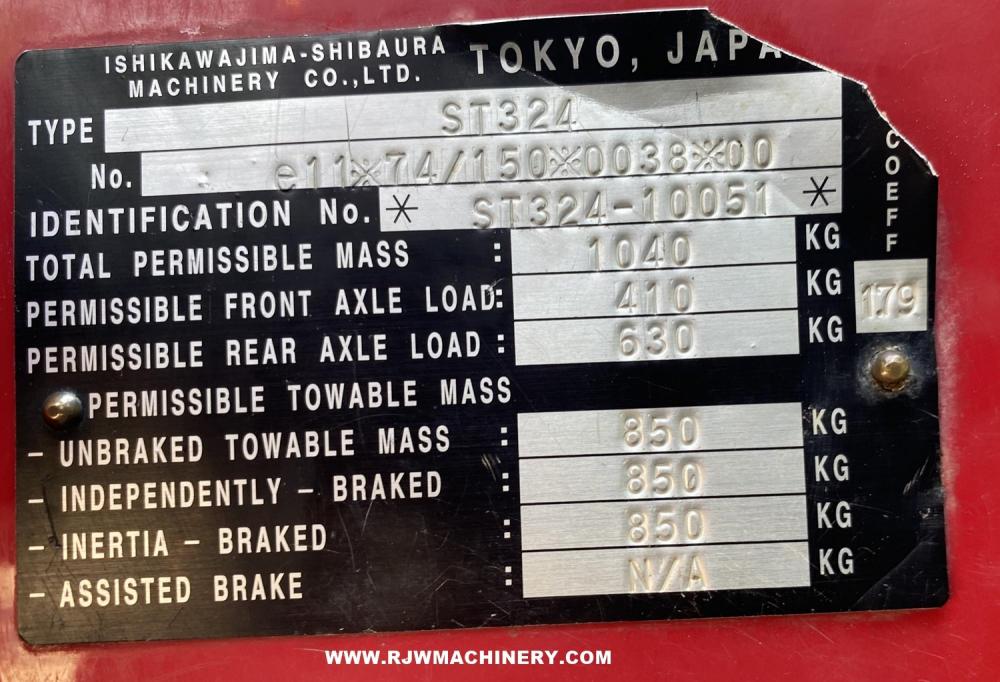 ISHIKAWAJIMA-SHIBAURA
MACHINERY CO.,LTD.
TOKYO, JAPA
TYPE ST324
No. e11※74/150※0038※00
IDENTIFICATION No. * ST324-10051 *
TOTAL PERMISSIBLE MASS : 1040 KG
PERMISSIBLE FRONT AXLE LOAD: 410 KG
PERMISSIBLE REAR AXLE LOAD : 630 KG
COEFF
179
PERMISSIBLE TOWABLE MASS
- UNBRAKED TOWABLE MASS : 850 KG
- INDEPENDENTLY - BRAKED : 850 KG
- INERTIA - BRAKED : 850 KG
- ASSISTED BRAKE : N/A KG
WWW.RJWMACHINERY.COM